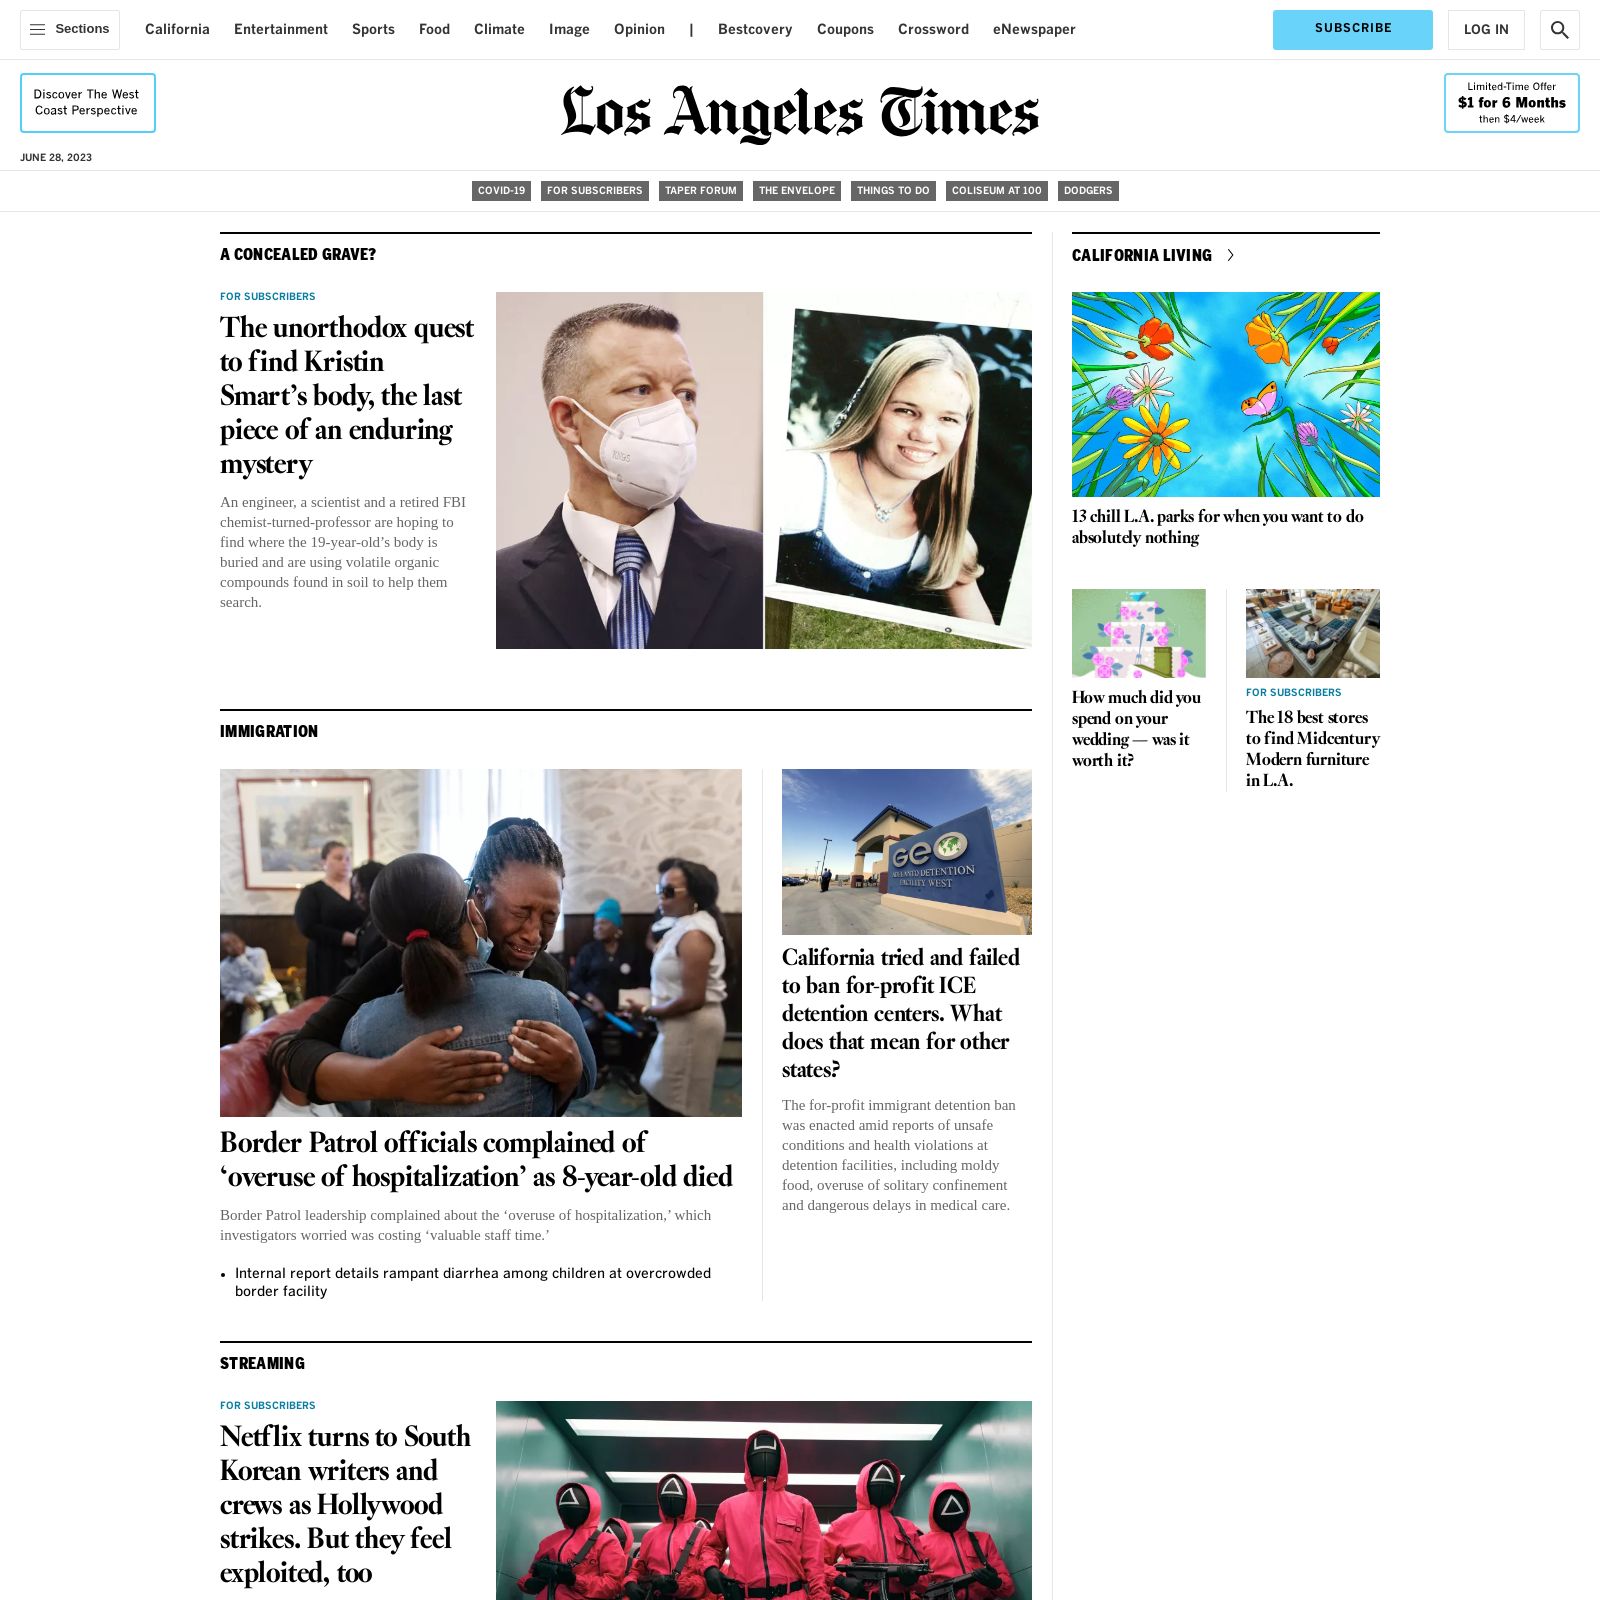 Sections
California
Entertainment
Sports
Food
Climate
Image
Opinion
|
Bestcovery
Coupons
Crossword
eNewspaper
SUBSCRIBE
LOG IN
Discover The West
Coast Perspective
Los Angeles Times
Limited-Time Offer
$1 for 6 Months
then $4/week
JUNE 28, 2023
COVID-19
FOR SUBSCRIBERS
TAPER FORUM
THE ENVELOPE
THINGS TO DO
COLISEUM AT 100
DODGERS
A CONCEALED GRAVE?
FOR SUBSCRIBERS
The unorthodox quest
to find Kristin
Smart’s body, the last
piece of an enduring
mystery
An engineer, a scientist and a retired FBI
chemist-turned-professor are hoping to
find where the 19-year-old’s body is
buried and are using volatile organic
compounds found in soil to help them
search.
KN95
CALIFORNIA LIVING
13 chill L.A. parks for when you want to do
absolutely nothing
How much did you
spend on your
wedding — was it
worth it?
FOR SUBSCRIBERS
The 18 best stores
to find Midcentury
Modern furniture
in L.A.
IMMIGRATION
Border Patrol officials complained of
‘overuse of hospitalization’ as 8-year-old died
Border Patrol leadership complained about the ‘overuse of hospitalization,’ which
investigators worried was costing ‘valuable staff time.’
• Internal report details rampant diarrhea among children at overcrowded
border facility
GEO
ADELANTO DETENTION
FACILITY WEST
California tried and failed
to ban for-profit ICE
detention centers. What
does that mean for other
states?
The for-profit immigrant detention ban
was enacted amid reports of unsafe
conditions and health violations at
detention facilities, including moldy
food, overuse of solitary confinement
and dangerous delays in medical care.
STREAMING
FOR SUBSCRIBERS
Netflix turns to South
Korean writers and
crews as Hollywood
strikes. But they feel
exploited, too